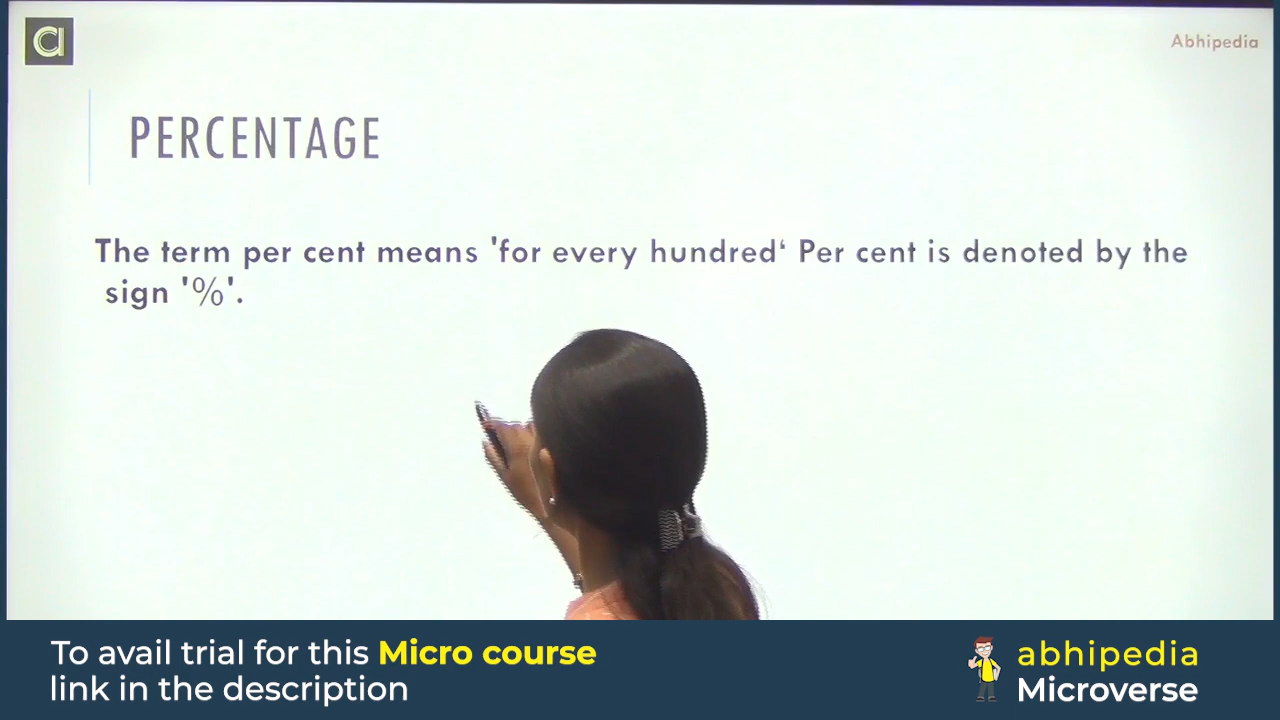 a
Abhipedia
PERCENTAGE
The term per cent means 'for every hundred‘ Per cent is denoted by the
sign '%'.
To avail trial for this Micro course
link in the description
abhipedia
Microverse